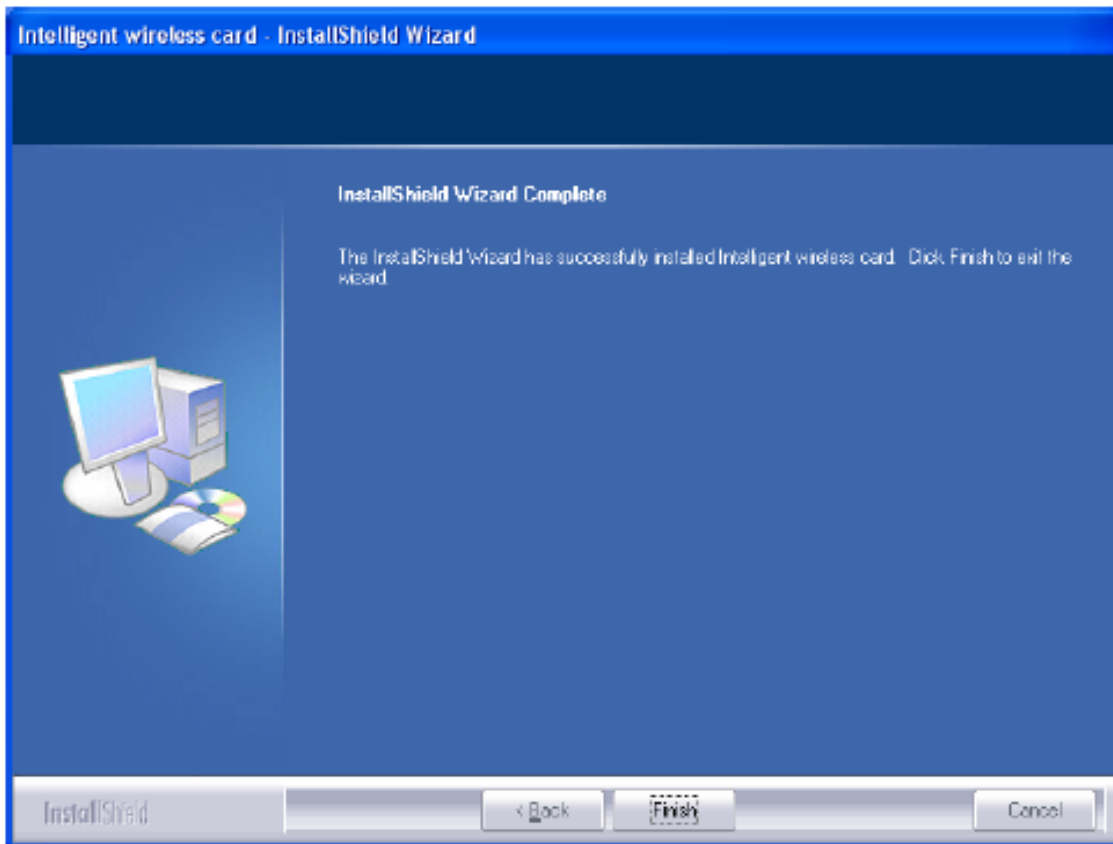 Intelligent wireless card - InstallShield Wizard
InstallShield Wizard Complete
The InstallShield Wizard has successfully installed Intelligent wireless card. Click Finish to exit the
wizard.
InstallShield
< Back
Finish
Cancel